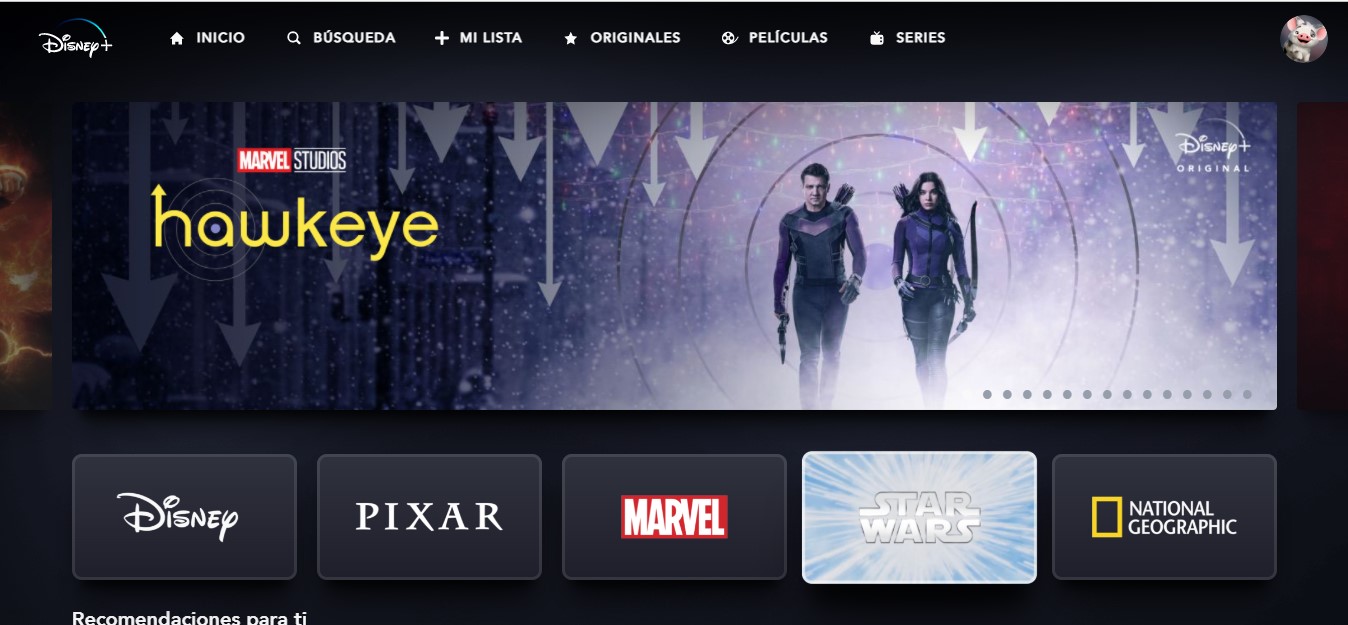 Disney+
INICIO
BÚSQUEDA
MI LISTA
ORIGINALES
PELÍCULAS
SERIES
MARVEL STUDIOS
hawkeye
Disney+
ORIGINAL
Disney
PIXAR
MARVEL
STAR
WARS
NATIONAL
GEOGRAPHIC
Recomendaciones para ti